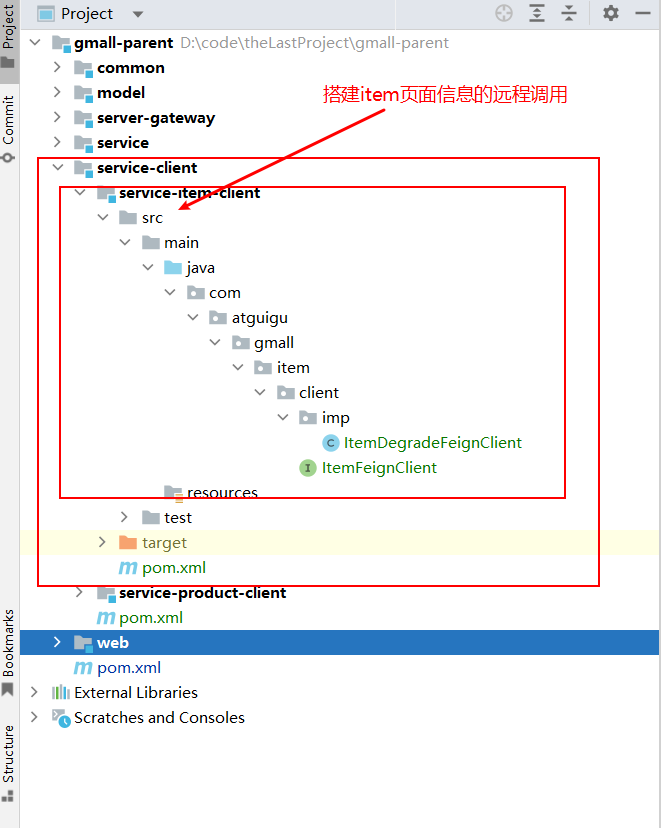 Project
gmall-parent D:\code\theLastProject\gmall-parent
common
model
搭建item页面信息的远程调用
server-gateway
service
service-client
service-item-client
src
main
java
com
atguigu
gmall
item
client
imp
C ItemDegradeFeignClient
I ItemFeignClient
resources
test
target
m pom.xml
service-product-client
m pom.xml
web
m pom.xml
External Libraries
Scratches and Consoles
Project
Commit
Bookmarks
Structure